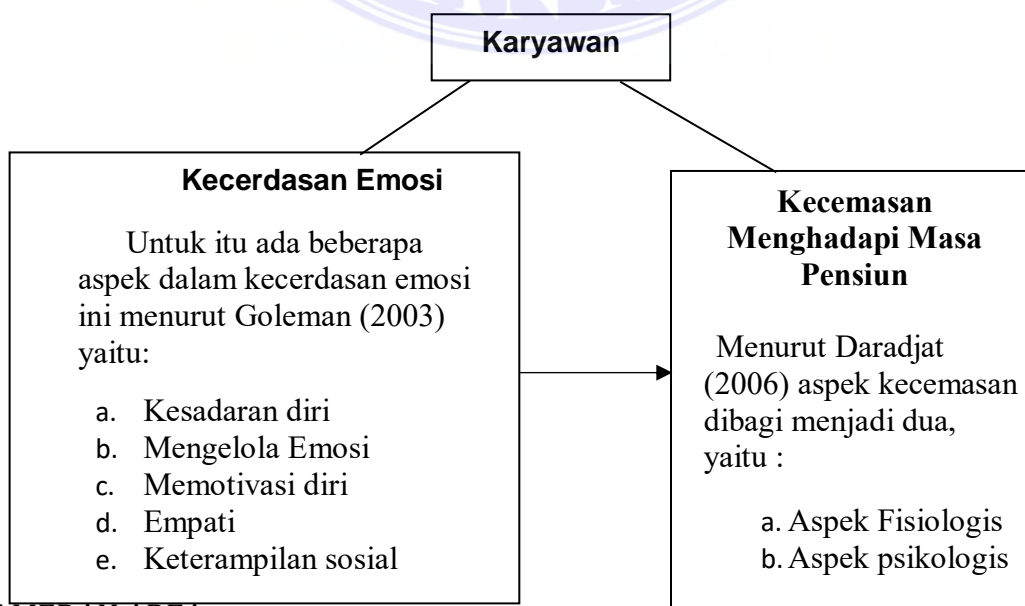 Karyawan
Kecerdasan Emosi
Untuk itu ada beberapa
aspek dalam kecerdasan emosi
ini menurut Goleman (2003)
yaitu:
a. Kesadaran diri
b. Mengelola Emosi
c. Memotivasi diri
d. Empati
e. Keterampilan sosial
Kecemasan
Menghadapi Masa
Pensiun
Menurut Daradjat
(2006) aspek kecemasan
dibagi menjadi dua,
yaitu :
a. Aspek Fisiologis
b. Aspek psikologis